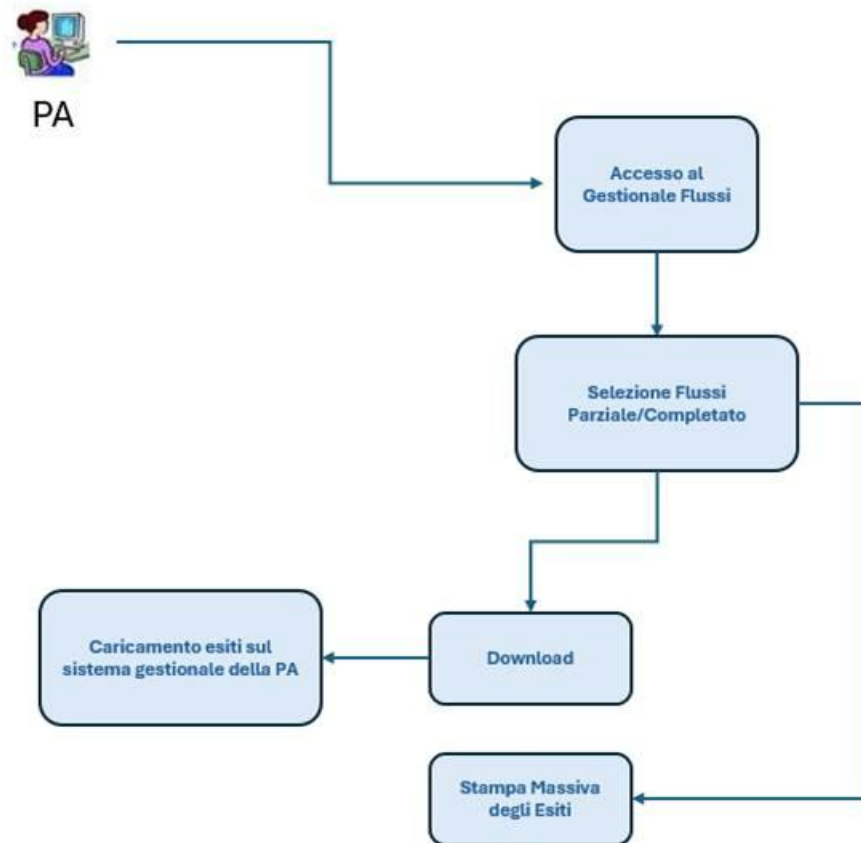 PA
Accesso al
Gestionale Flussi
Selezione Flussi
Parziale/Completato
Caricamento esiti sul
sistema gestionale della PA
Download
Stampa Massiva
degli Esiti